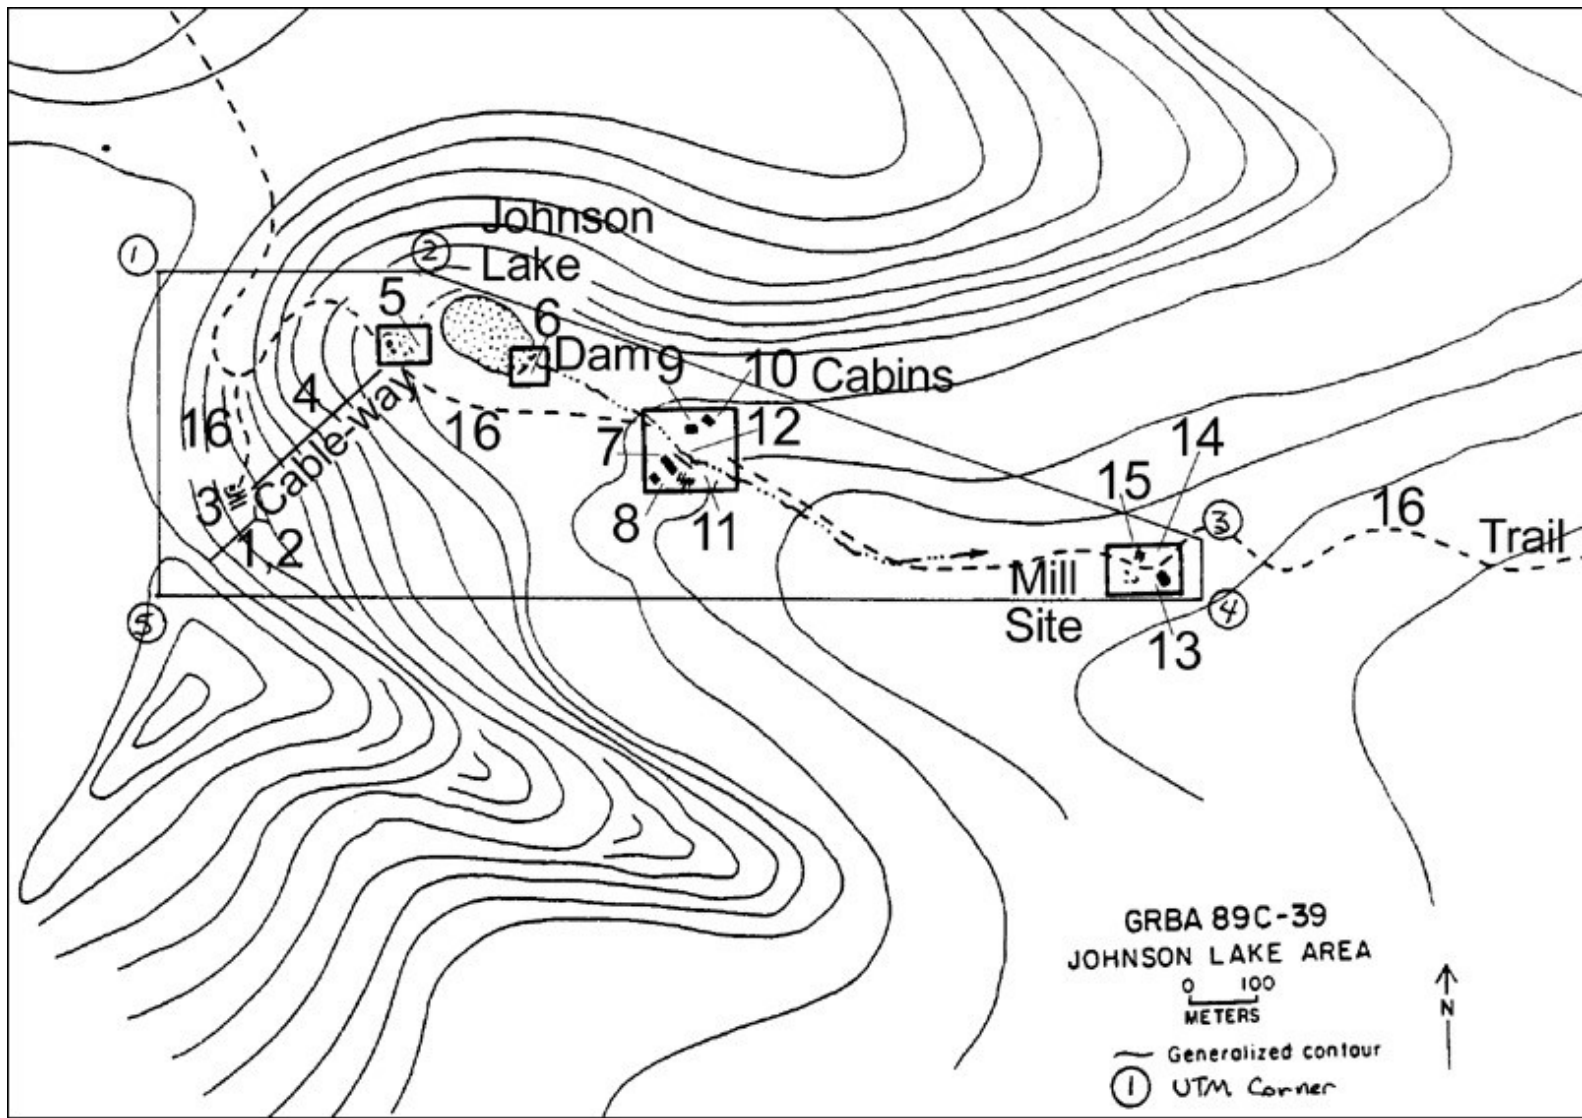 Johnson
Lake
1
2
5
6
Dam
9
10
Cabins
4
16
Cable-way
16
7
12
14
15
3
1,2
8
11
3
16
Trail
Mill
Site
13
4
5
GRBA 89C-39
JOHNSON LAKE AREA
0 100
METERS
N
Generalized contour
1 UTM Corner